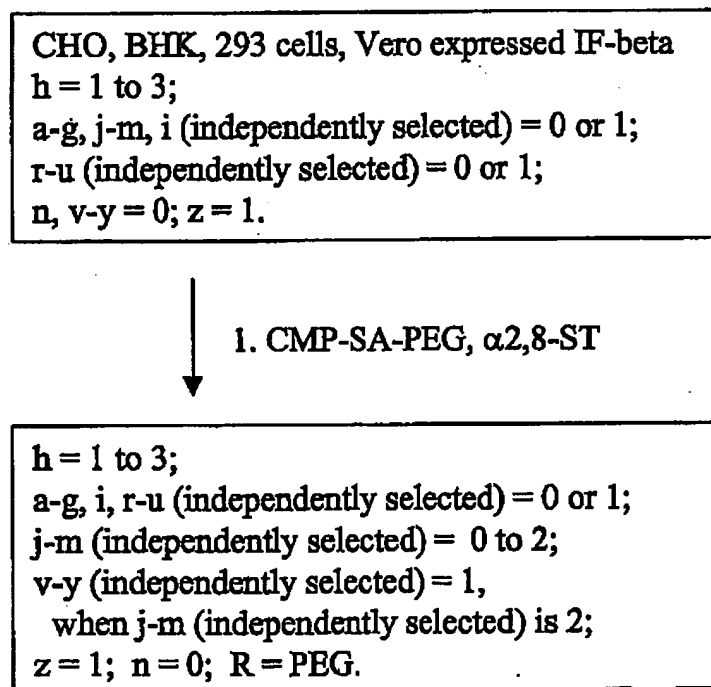 CHO, BHK, 293 cells, Vero expressed IF-beta
h = 1 to 3;
a-g, j-m, i (independently selected) = 0 or 1;
r-u (independently selected) = 0 or 1;
n, v-y = 0; z = 1.
1. CMP-SA-PEG, α2,8-ST
h = 1 to 3;
a-g, i, r-u (independently selected) = 0 or 1;
j-m (independently selected) = 0 to 2;
v-y (independently selected) = 1,
when j-m (independently selected) is 2;
z = 1; n = 0; R = PEG.